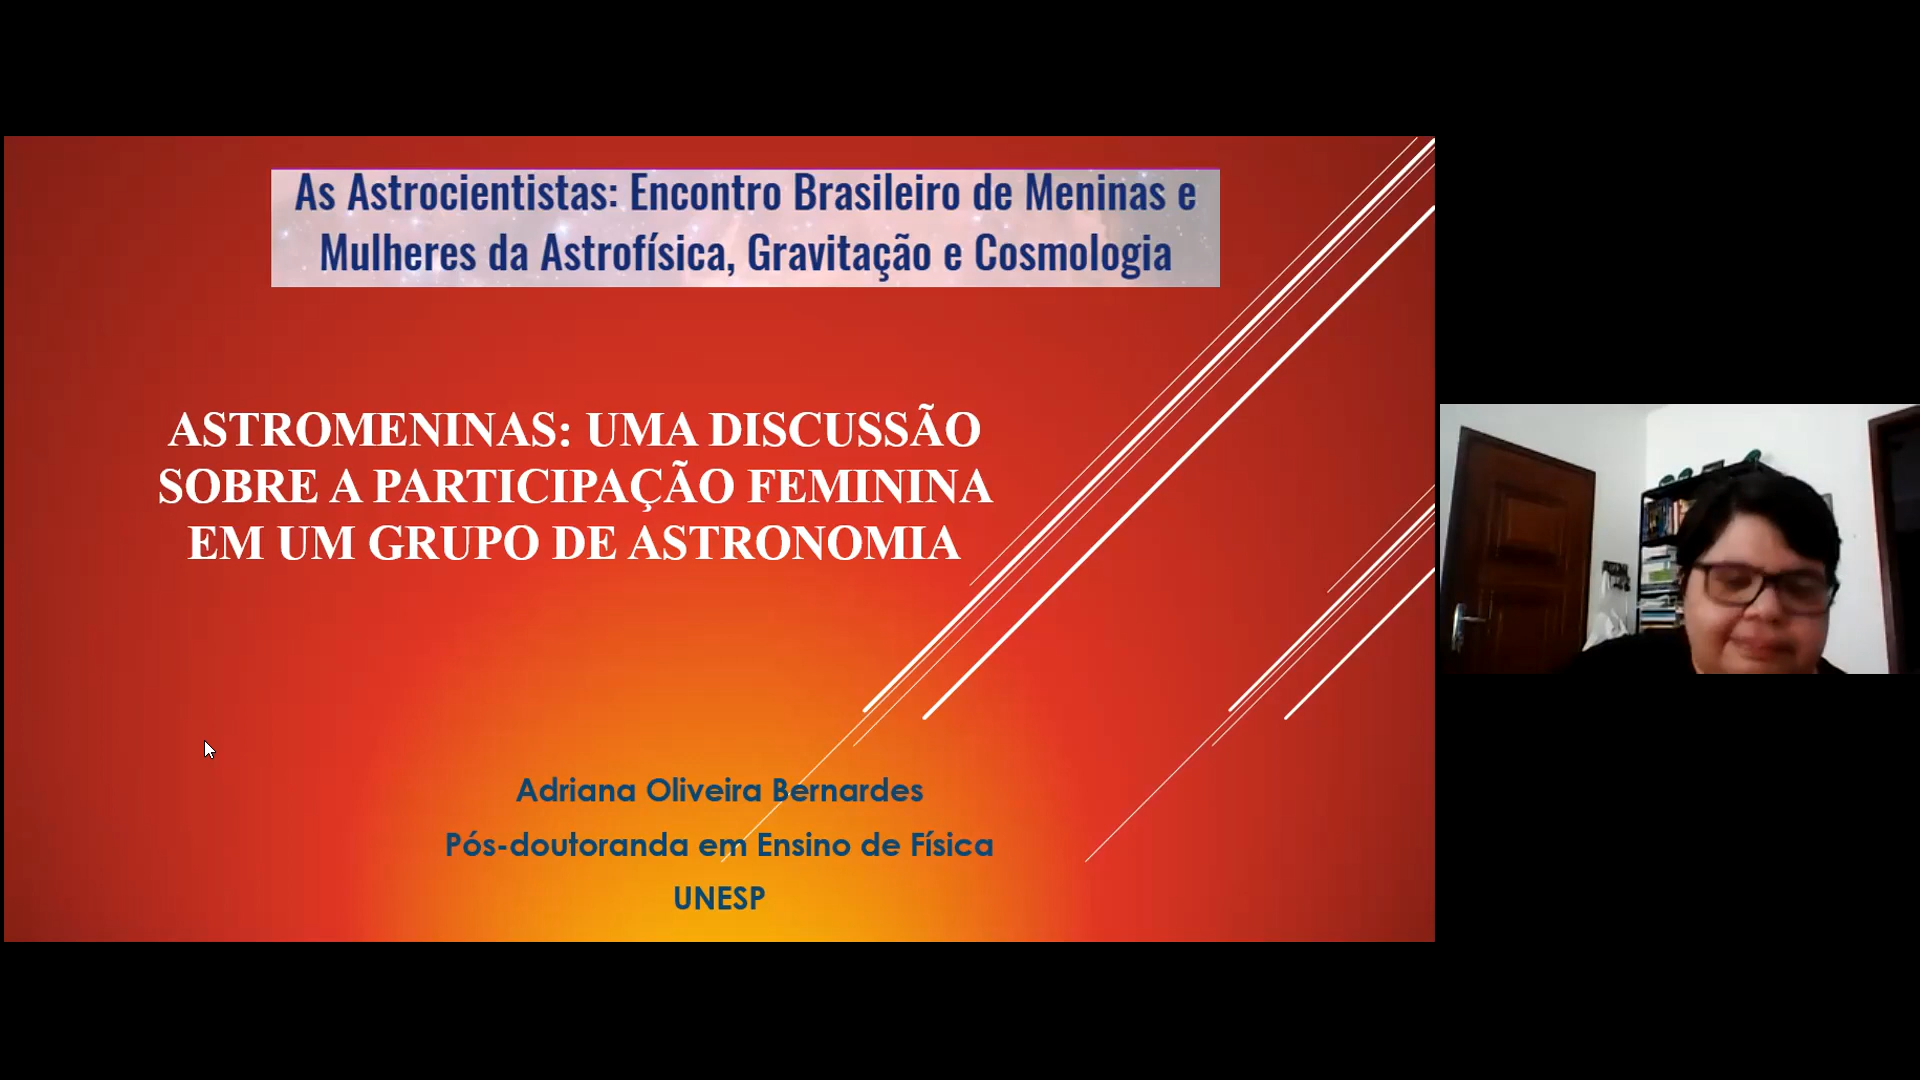 As Astrocientistas: Encontro Brasileiro de Meninas e
Mulheres da Astrofísica, Gravitação e Cosmologia
ASTROMENINAS: UMA DISCUSSÃO
SOBRE A PARTICIPAÇÃO FEMININA
EM UM GRUPO DE ASTRONOMIA
Adriana Oliveira Bernardes
Pós-doutoranda em Ensino de Física
UNESP